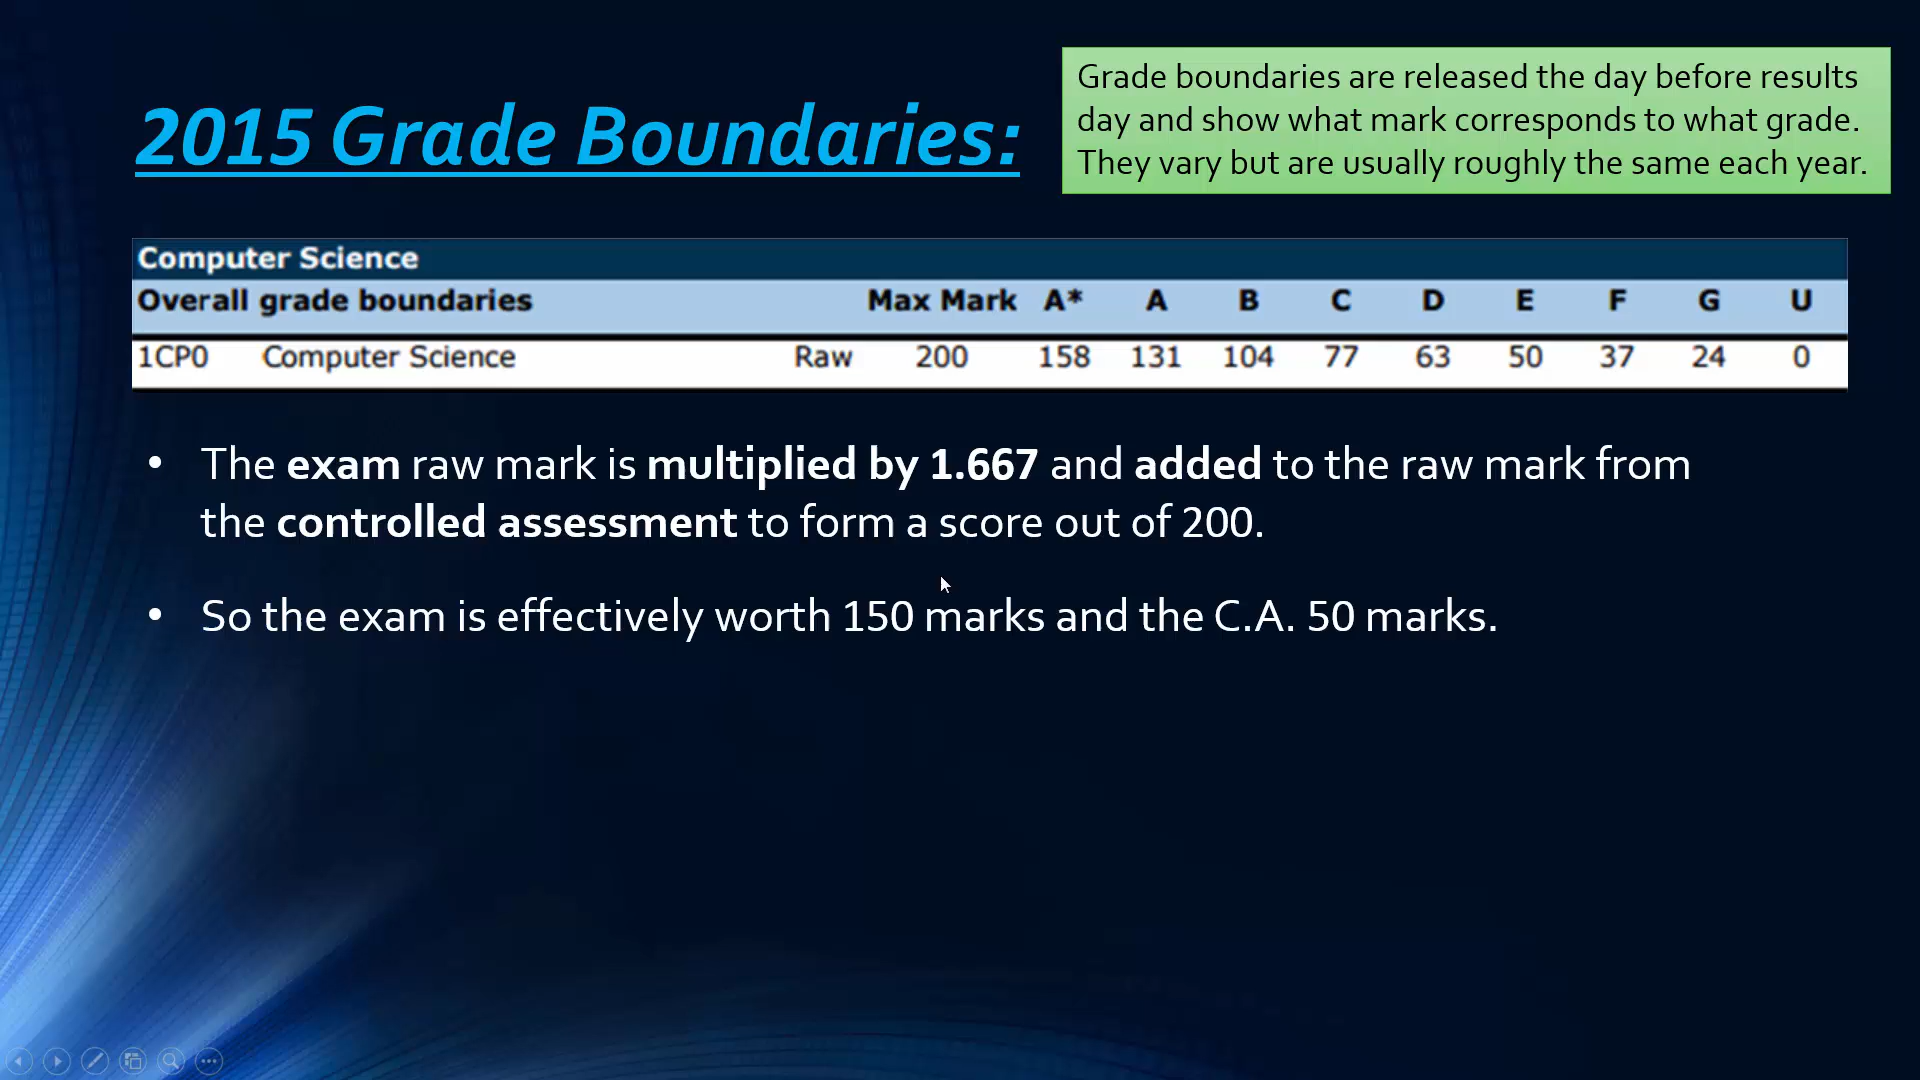 2015 Grade Boundaries:
Grade boundaries are released the day before results
day and show what mark corresponds to what grade.
They vary but are usually roughly the same each year.
Computer Science
Overall grade boundaries Max Mark A* A B C D E F G U
1CP0 Computer Science Raw 200 158 131 104 77 63 50 37 24 0
• The exam raw mark is multiplied by 1.667 and added to the raw mark from
the controlled assessment to form a score out of 200.
• So the exam is effectively worth 150 marks and the C.A. 50 marks.